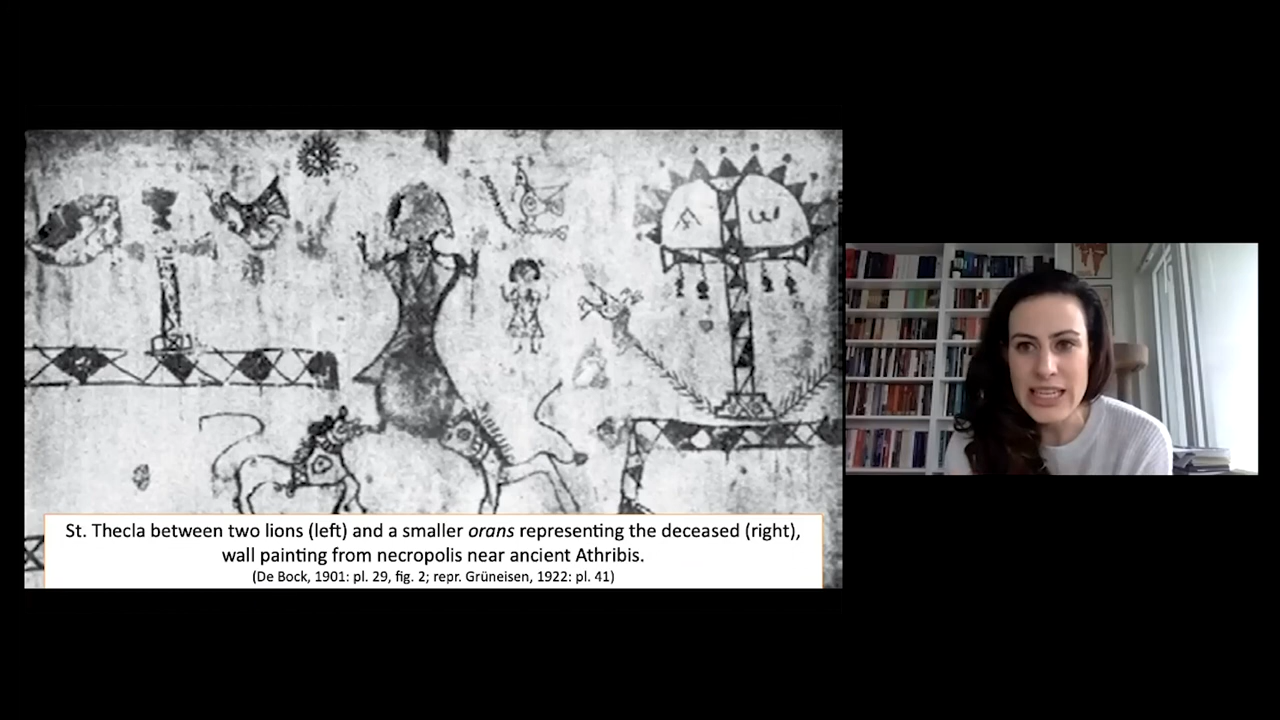 Α ω
St. Thecla between two lions (left) and a smaller orans representing the deceased (right),
wall painting from necropolis near ancient Athribis.
(De Bock, 1901: pl. 29, fig. 2; repr. Grüneisen, 1922: pl. 41)